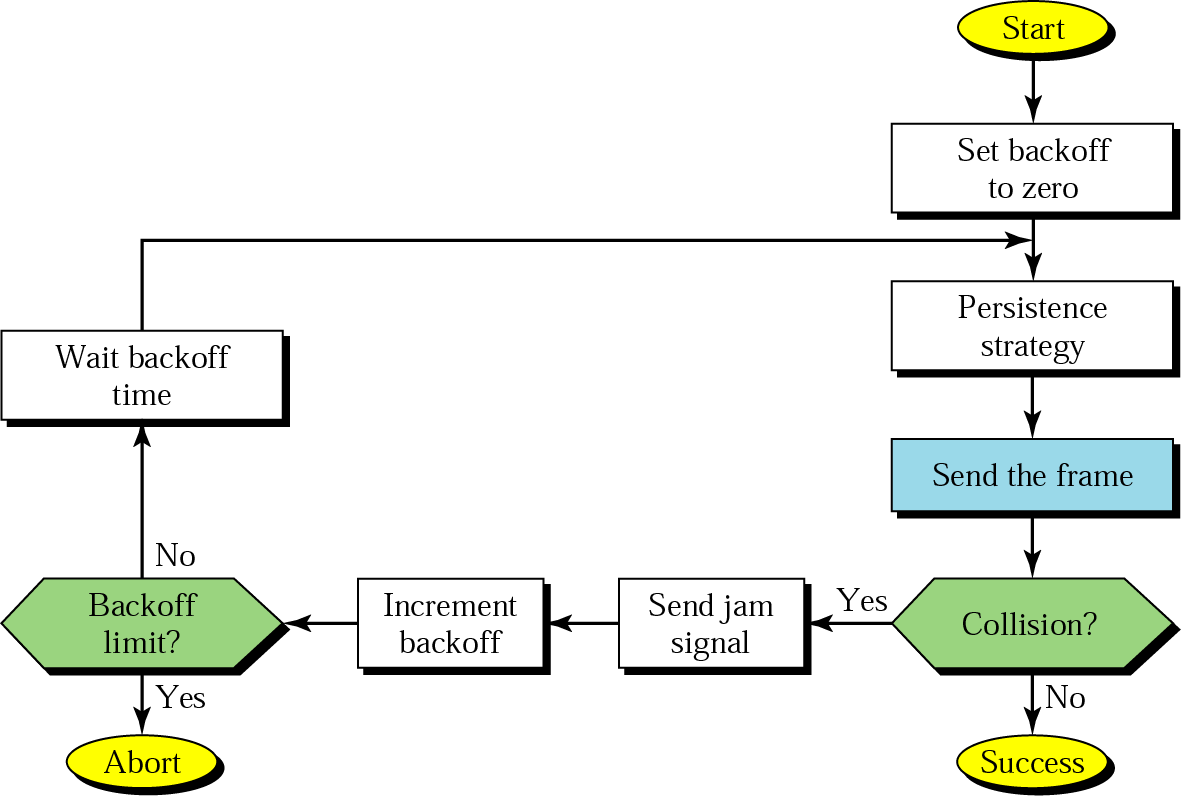 Start
Set backoff
to zero
Persistence
strategy
Wait backoff
time
Send the frame
No
Backoff
limit?
Increment
backoff
Send jam
signal
Yes
Collision?
Yes
No
Abort
Success